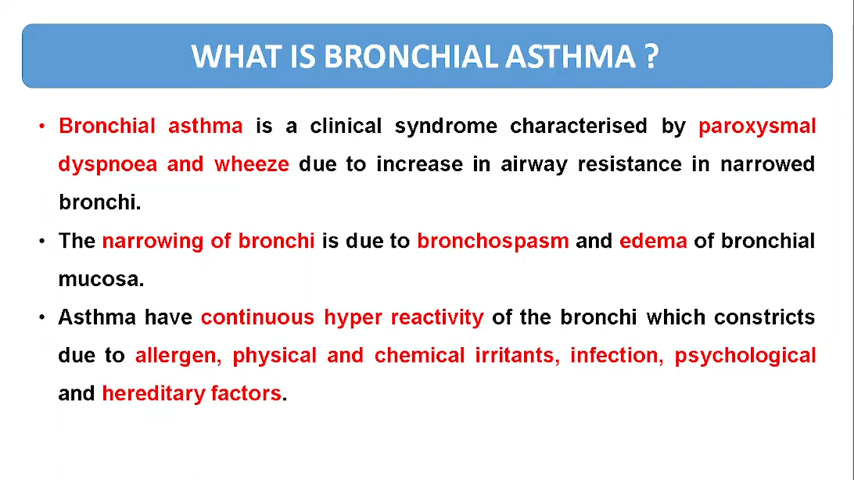 WHAT IS BRONCHIAL ASTHMA ?
• Bronchial asthma is a clinical syndrome characterised by paroxysmal
dyspnoea and wheeze due to increase in airway resistance in narrowed
bronchi.
• The narrowing of bronchi is due to bronchospasm and edema of bronchial
mucosa.
• Asthma have continuous hyper reactivity of the bronchi which constricts
due to allergen, physical and chemical irritants, infection, psychological
and hereditary factors.